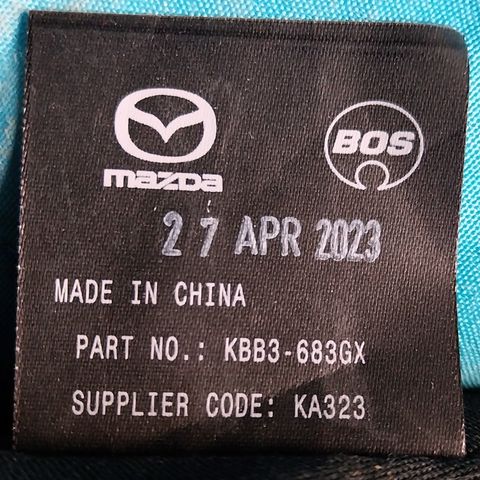 mazda
BOS
27 APR 2023
MADE IN CHINA
PART NO.: KBB3-683GX
SUPPLIER CODE: KA323